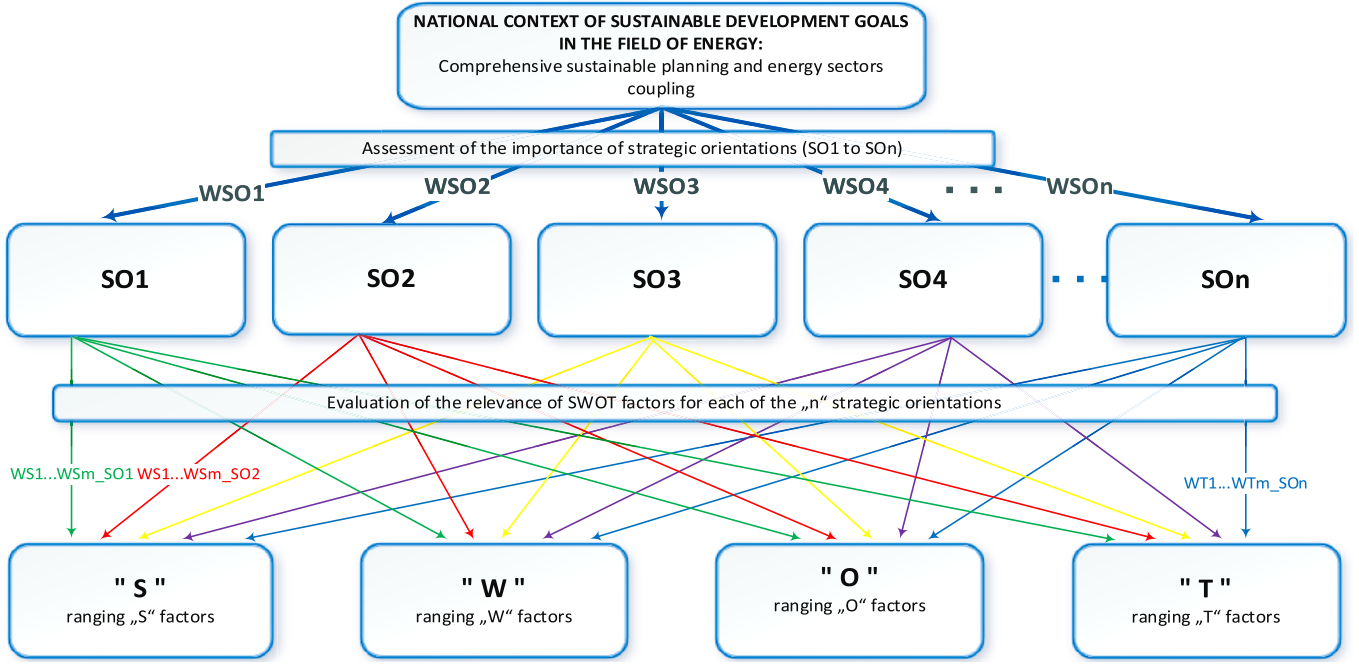 NATIONAL CONTEXT OF SUSTAINABLE DEVELOPMENT GOALS
IN THE FIELD OF ENERGY:
Comprehensive sustainable planning and energy sectors
coupling
Assessment of the importance of strategic orientations (SO1 to SOn)
WSO1 WSO2 WSO3 WSO4 . . . WSOn
SO1 SO2 SO3 SO4 . . . SOn
Evaluation of the relevance of SWOT factors for each of the „n“ strategic orientations
WS1...WSm_SO1 WS1...WSm_SO2 WT1...WTm_SOn
" S " " W " " O " " T "
ranging „S“ factors ranging „W“ factors ranging „O“ factors ranging „T“ factors